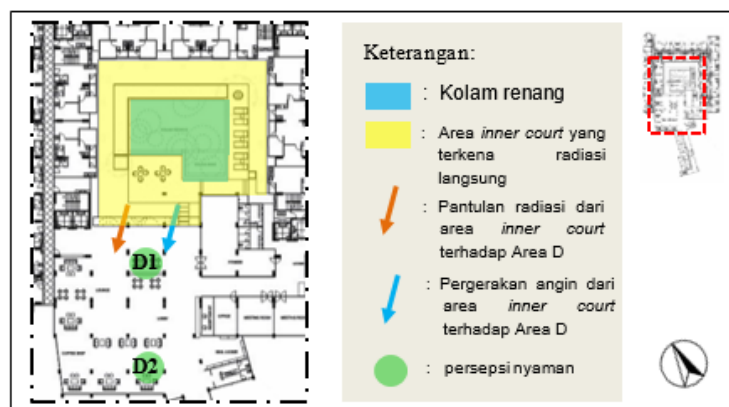 Keterangan:
: Kolam renang
: Area inner court yang
terkena radiasi
langsung
: Pantulan radiasi dari
area inner court
terhadap Area D
: Pergerakan angin dari
area inner court
terhadap Area D
: persepsi nyaman
D1
D2